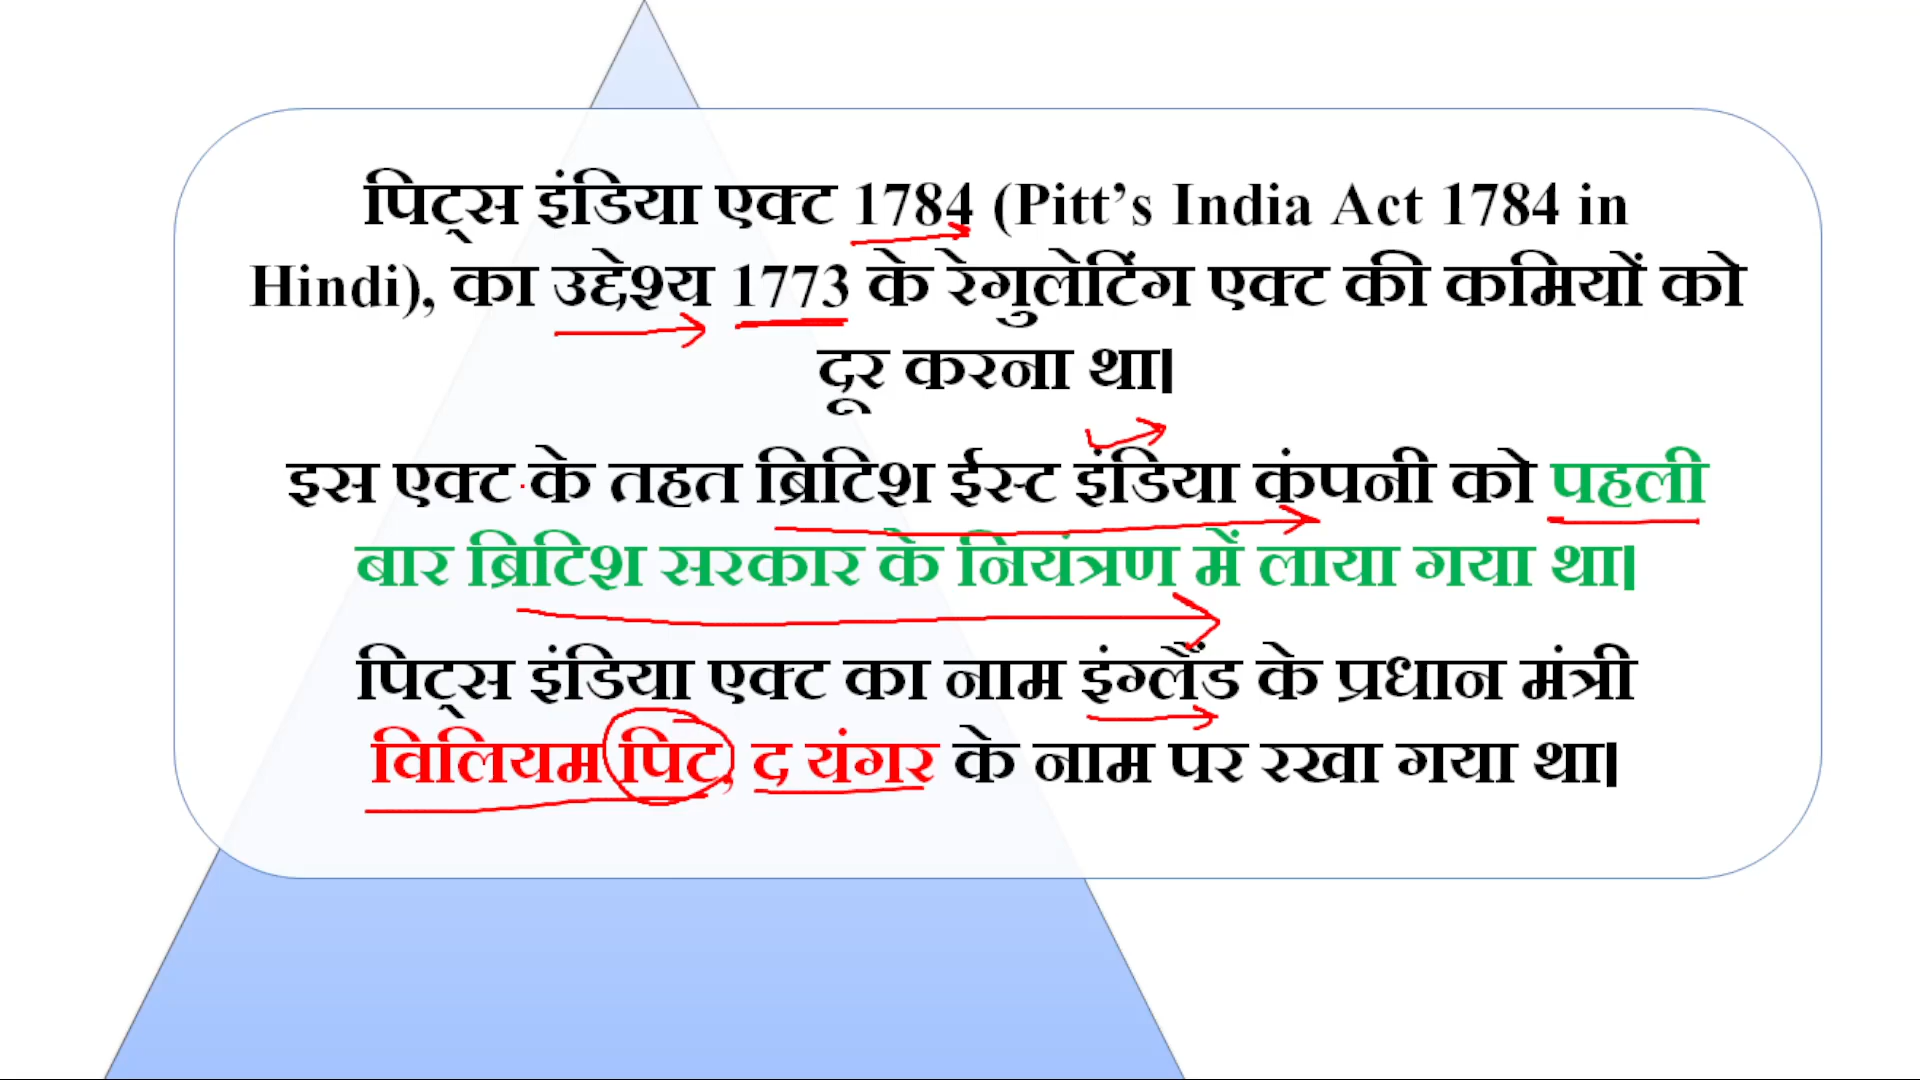 पिट्स इंडिया एक्ट 1784 (Pitt’s India Act 1784 in
Hindi), का उद्देश्य 1773 के रेगुलेटिंग एक्ट की कमियों को
दूर करना था।
इस एक्ट के तहत ब्रिटिश ईस्ट इंडिया कंपनी को पहली
बार ब्रिटिश सरकार के नियंत्रण में लाया गया था।
पिट्स इंडिया एक्ट का नाम इंग्लैंड के प्रधान मंत्री
विलियम पिट, द यंगर के नाम पर रखा गया था।